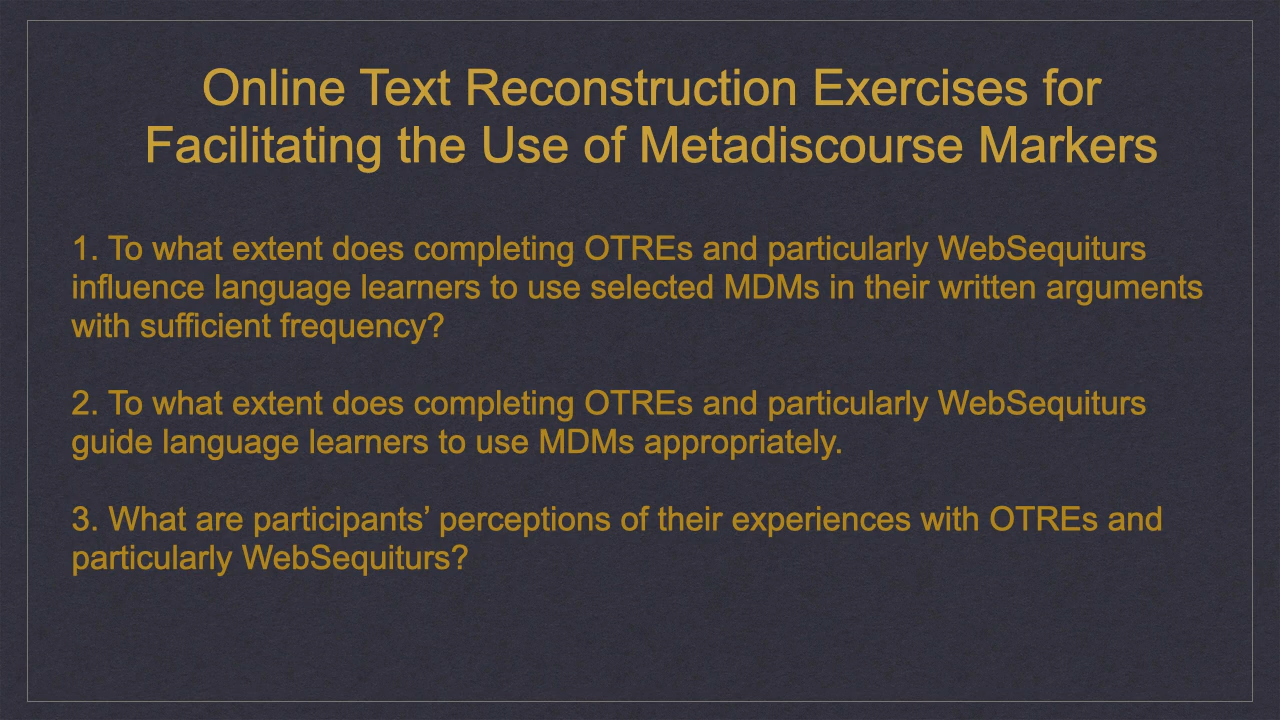 Online Text Reconstruction Exercises for
Facilitating the Use of Metadiscourse Markers
1. To what extent does completing OTREs and particularly WebSequiturs
influence language learners to use selected MDMs in their written arguments
with sufficient frequency?
2. To what extent does completing OTREs and particularly WebSequiturs
guide language learners to use MDMs appropriately.
3. What are participants’ perceptions of their experiences with OTREs and
particularly WebSequiturs?